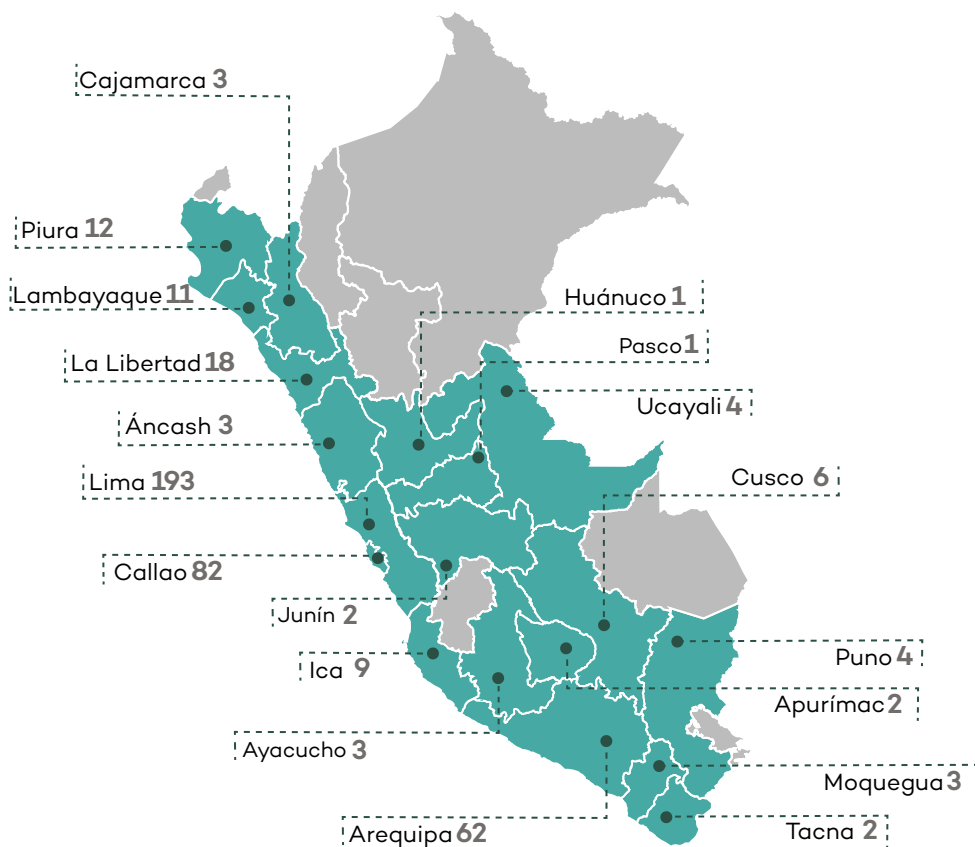 Cajamarca 3
Piura 12
Lambayaque 11
Huánuco 1
Pasco 1
La Libertad 18
Ucayali 4
Áncash 3
Lima 193
Cusco 6
Callao 82
Junín 2
Ica 9
Puno 4
Apurímac 2
Ayacucho 3
Moquegua 3
Arequipa 62
Tacna 2